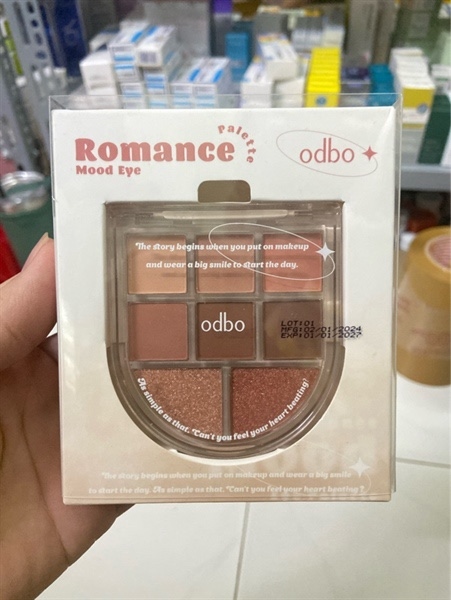 Romance
Palette
Mood Eye
odbo
The story begins when you put on makeup
and wear a big smile to start the day.
odbo
LOT:01
MFG:02/01/2024
EXP:01/01/2027
As simple as that. "Can't you feel your heart beating?
"The story begins when you put on makeup and wear a big smile
to start the day. As simple as that. "Can't you feel your heart beating?